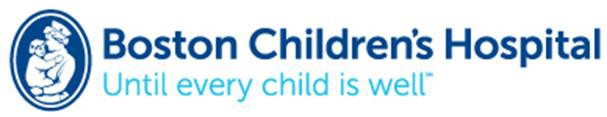 Boston Children's Hospital
Until every child is well™